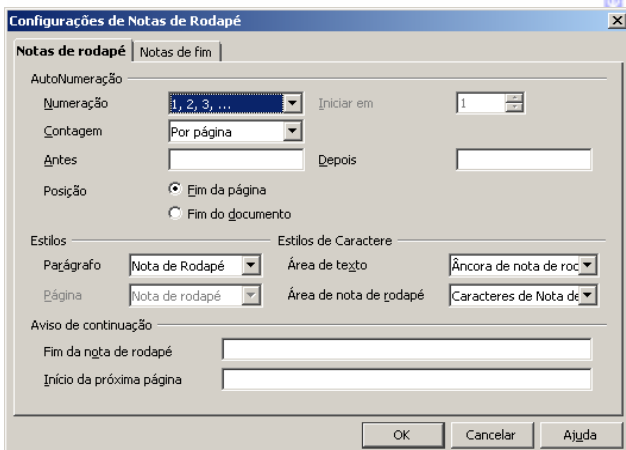 Configurações de Notas de Rodapé
Notas de rodapé Notas de fim
AutoNumeração
Numeração 1, 2, 3, ... Iniciar em 1
Contagem Por página
Antes Depois
Posição Fim da página
Fim do documento
Estilos Estilos de Caractere
Parágrafo Nota de Rodapé Área de texto Âncora de nota de roc
Página Nota de rodapé Área de nota de rodapé Caracteres de Nota de
Aviso de continuação
Fim da nota de rodapé
Início da próxima página
OK Cancelar Ajuda